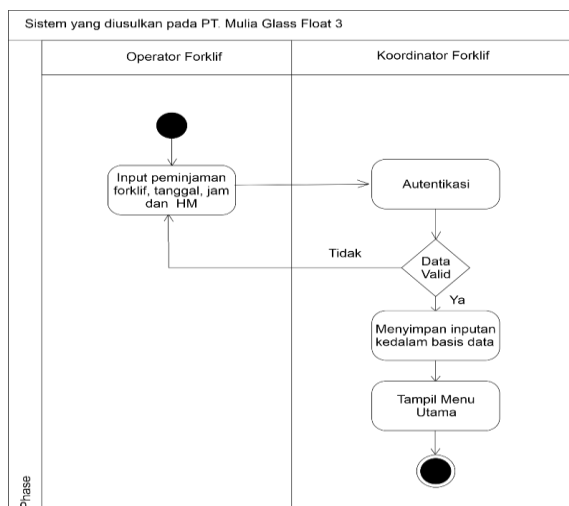 Sistem yang diusulkan pada PT. Mulia Glass Float 3
Operator Forklif
Koordinator Forklif
Input peminjaman
forklif, tanggal, jam
dan HM
Autentikasi
Tidak
Data
Valid
Ya
Menyimpan inputan
kedalam basis data
Tampil Menu
Utama
Phase